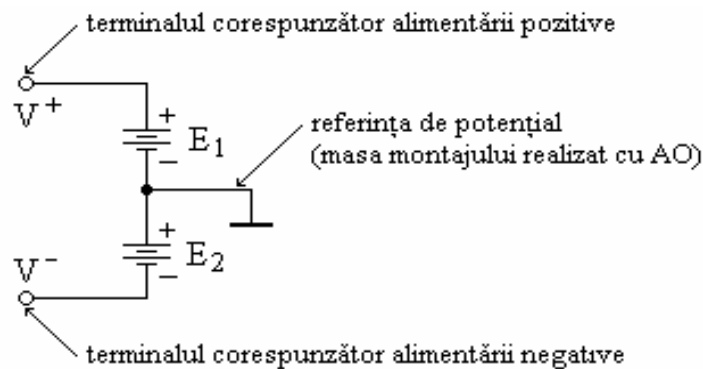 terminalul corespunzător alimentării pozitive
V+
+
E1
−
referința de potențial
(masa montajului realizat cu AO)
+
E2
−
V−
terminalul corespunzător alimentării negative